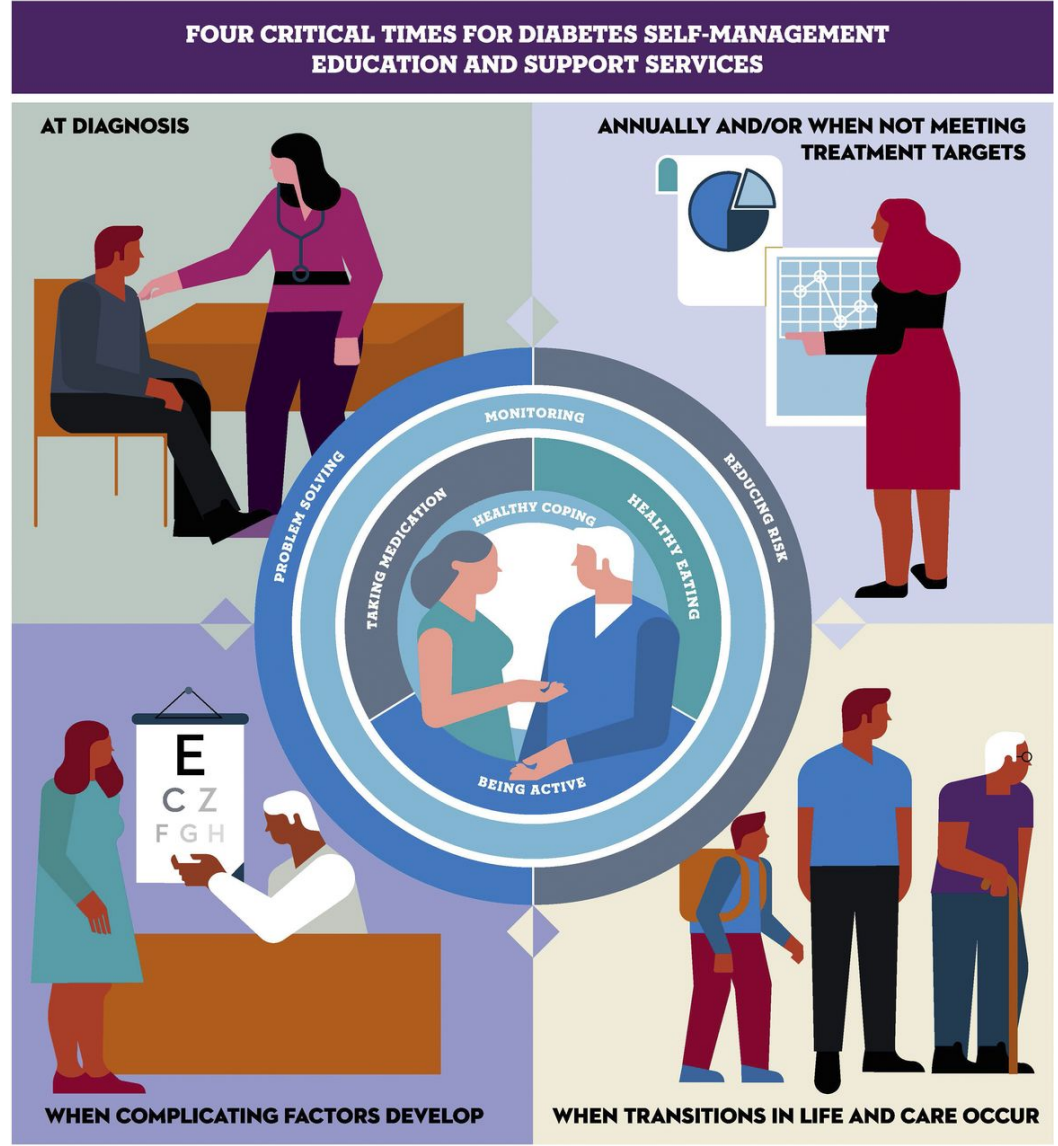 FOUR CRITICAL TIMES FOR DIABETES SELF-MANAGEMENT
EDUCATION AND SUPPORT SERVICES
AT DIAGNOSIS
ANNUALLY AND/OR WHEN NOT MEETING
TREATMENT TARGETS
PROBLEM SOLVING
MONITORING
REDUCING RISK
TAKING MEDICATION
HEALTHY COPING
HEALTHY EATING
BEING ACTIVE
E
C Z
F G H
WHEN COMPLICATING FACTORS DEVELOP
WHEN TRANSITIONS IN LIFE AND CARE OCCUR